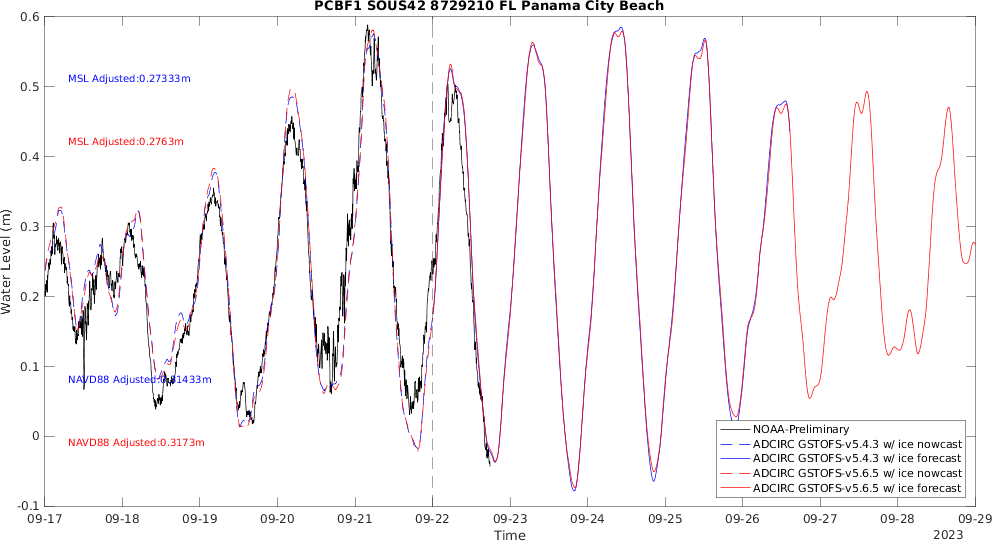 PCBF1 SOUS42 8729210 FL Panama City Beach
0.6
0.5
0.4
0.3
0.2
0.1
0
-0.1
Water Level (m)
MSL Adjusted:0.27333m
MSL Adjusted:0.2763m
NAVD88 Adjusted:0.31433m
NAVD88 Adjusted:0.3173m
NOAA-Preliminary
ADCIRC GSTOFS-v5.4.3 w/ ice nowcast
ADCIRC GSTOFS-v5.4.3 w/ ice forecast
ADCIRC GSTOFS-v5.6.5 w/ ice nowcast
ADCIRC GSTOFS-v5.6.5 w/ ice forecast
09-17 09-18 09-19 09-20 09-21 09-22 09-23 09-24 09-25 09-26 09-27 09-28 09-29
Time
2023